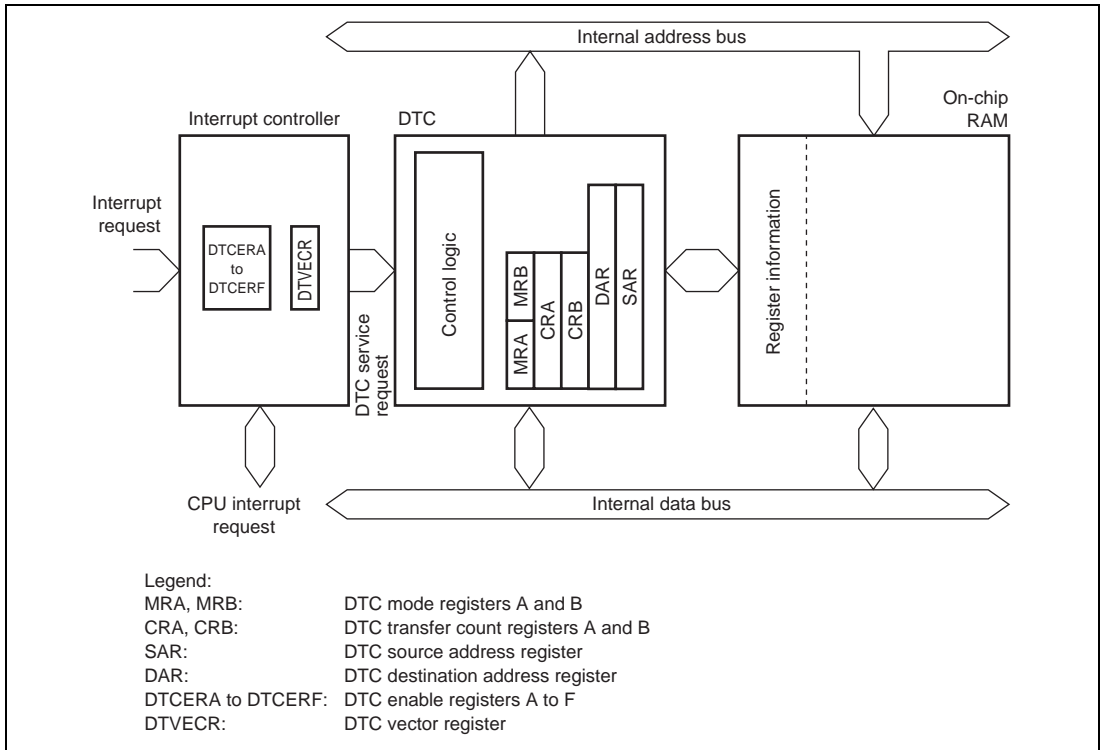 Internal address bus
On-chip
RAM
Interrupt controller
DTC
Interrupt
request
DTCERA
to
DTCERF
DTVECR
DTC service
request
Control logic
MRA
MRB
CRA
CRB
DAR
SAR
Register information
CPU interrupt
request
Internal data bus
Legend:
MRA, MRB: DTC mode registers A and B
CRA, CRB: DTC transfer count registers A and B
SAR: DTC source address register
DAR: DTC destination address register
DTCERA to DTCERF: DTC enable registers A to F
DTVECR: DTC vector register